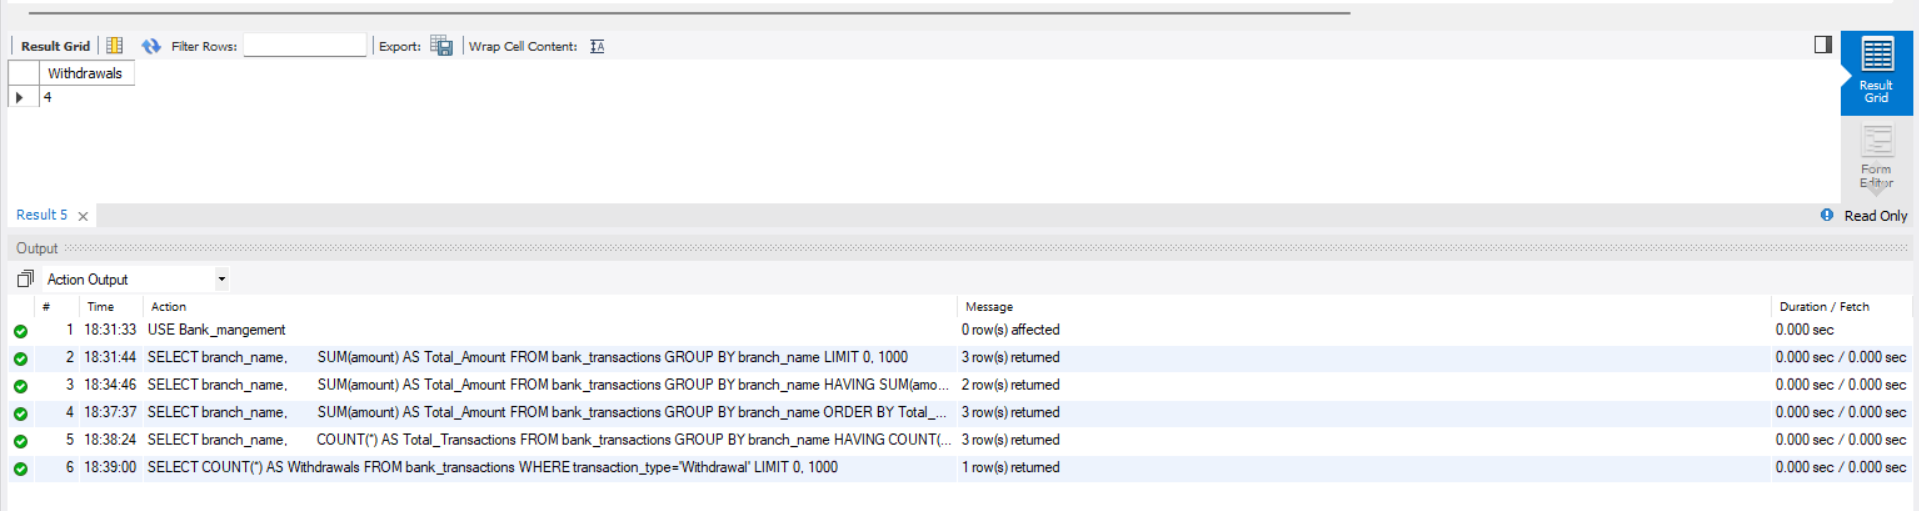 Result Grid Filter Rows: Export: Wrap Cell Content: IA
Withdrawals
4
Result
Grid
Form
Editor
Result 5 × Read Only
Output
Action Output
# Time Action Message Duration / Fetch
1 18:31:33 USE Bank_mangement 0 row(s) affected 0.000 sec
2 18:31:44 SELECT branch_name, SUM(amount) AS Total_Amount FROM bank_transactions GROUP BY branch_name LIMIT 0, 1000 3 row(s) returned 0.000 sec / 0.000 sec
3 18:34:46 SELECT branch_name, SUM(amount) AS Total_Amount FROM bank_transactions GROUP BY branch_name HAVING SUM(amo... 2 row(s) returned 0.000 sec / 0.000 sec
4 18:37:37 SELECT branch_name, SUM(amount) AS Total_Amount FROM bank_transactions GROUP BY branch_name ORDER BY Total_... 3 row(s) returned 0.000 sec / 0.000 sec
5 18:38:24 SELECT branch_name, COUNT(*) AS Total_Transactions FROM bank_transactions GROUP BY branch_name HAVING COUNT(... 3 row(s) returned 0.000 sec / 0.000 sec
6 18:39:00 SELECT COUNT(*) AS Withdrawals FROM bank_transactions WHERE transaction_type='Withdrawal' LIMIT 0, 1000 1 row(s) returned 0.000 sec / 0.000 sec